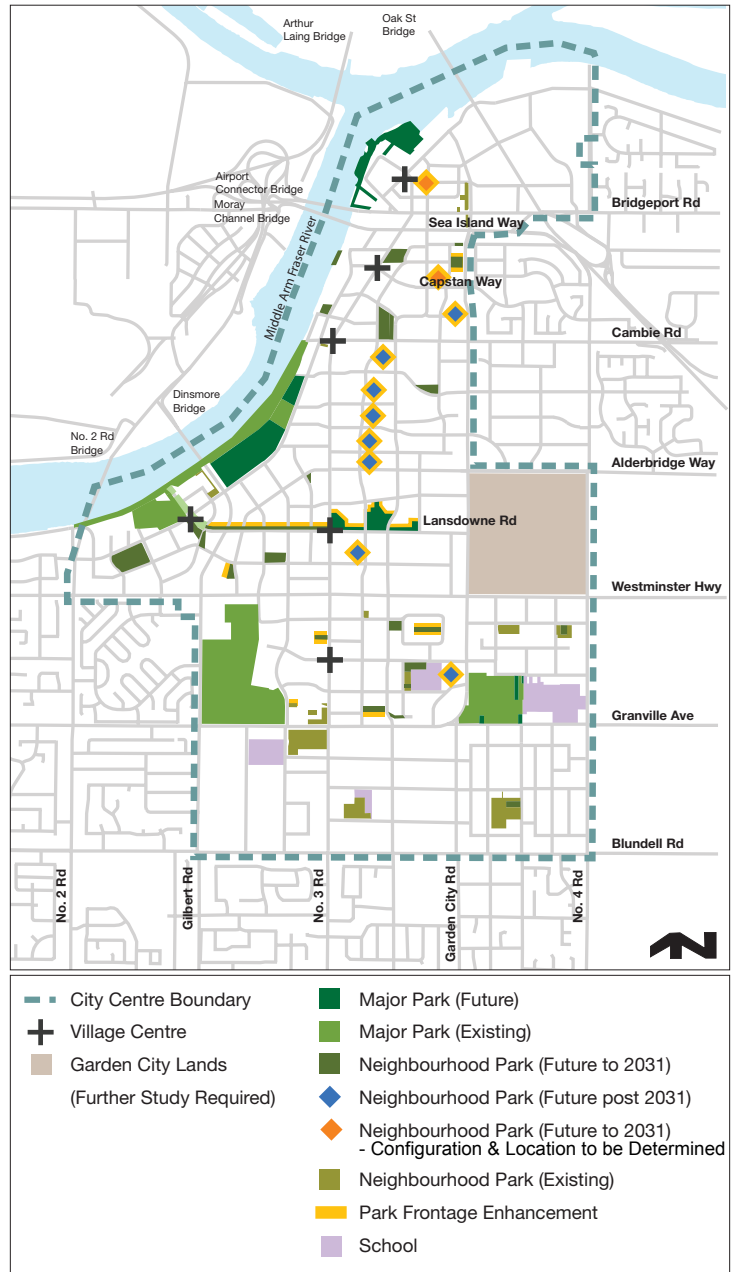 Arthur
Laing Bridge
Oak St
Bridge
Airport
Connector Bridge
Moray
Channel Bridge
Bridgeport Rd
Sea Island Way
Middle Arm Fraser River
Capstan Way
Cambie Rd
Dinsmore
Bridge
No. 2 Rd
Bridge
Alderbridge Way
Lansdowne Rd
Westminster Hwy
Granville Ave
Blundell Rd
No. 2 Rd
Gilbert Rd
No. 3 Rd
Garden City Rd
No. 4 Rd
N
City Centre Boundary
Village Centre
Garden City Lands
(Further Study Required)
Major Park (Future)
Major Park (Existing)
Neighbourhood Park (Future to 2031)
Neighbourhood Park (Future post 2031)
Neighbourhood Park (Future to 2031)
- Configuration & Location to be Determined
Neighbourhood Park (Existing)
Park Frontage Enhancement
School